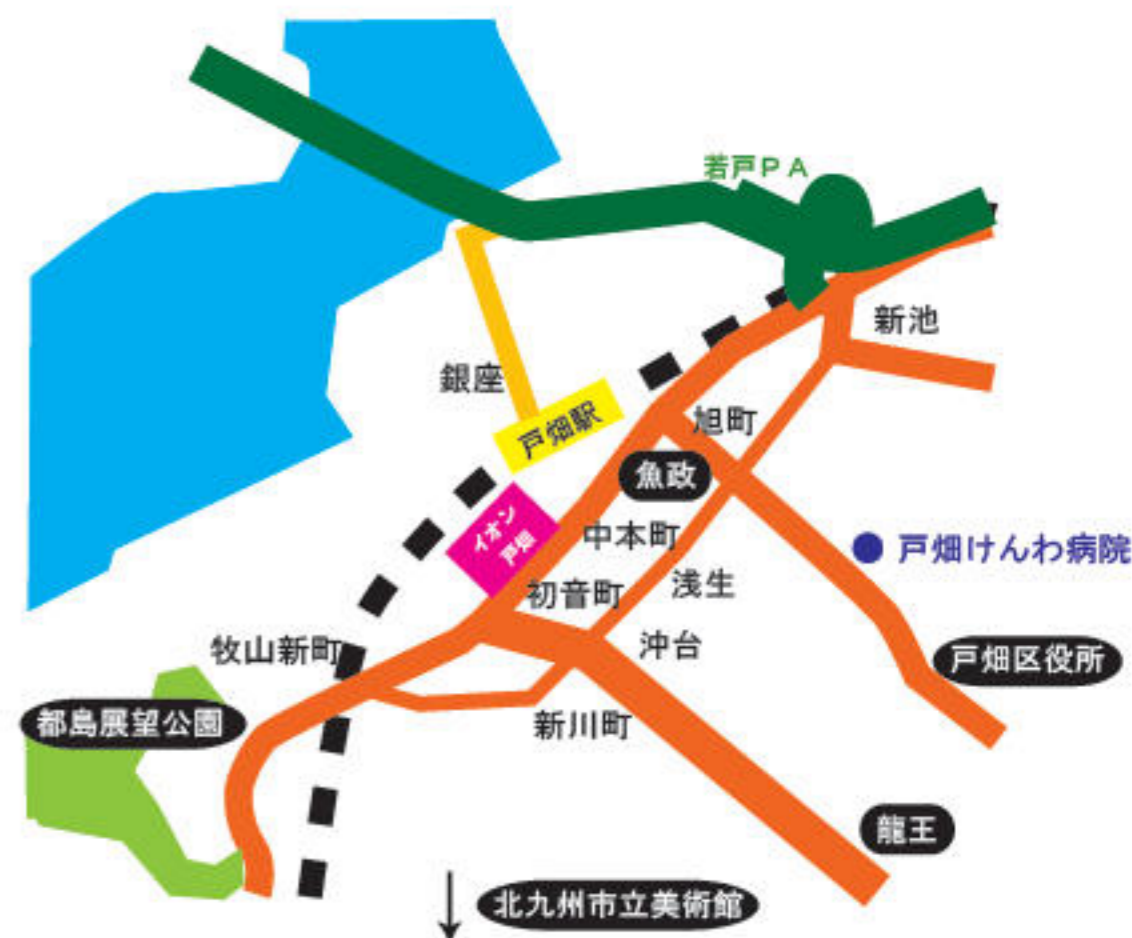 若戸ＰＡ
新池
銀座
戸畑駅
旭町
魚政
イオン
戸畑
中本町
戸畑けんわ病院
初音町
浅生
牧山新町
沖台
戸畑区役所
都島展望公園
新川町
龍王
北九州市立美術館